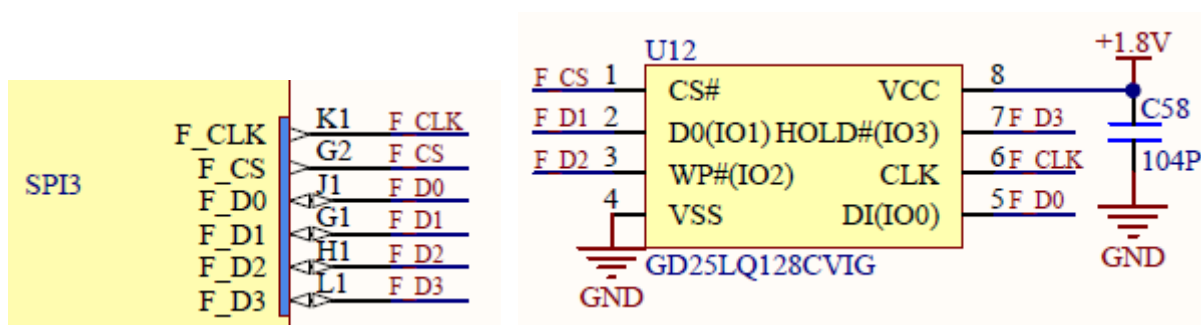 SPI3
F_CLK K1 F_CLK
F_CS G2 F_CS
F_D0 J1 F_D0
F_D1 G1 F_D1
F_D2 H1 F_D2
F_D3 L1 F_D3
U12
+1.8V
F_CS 1 CS# VCC 8
C58
F_D1 2 D0(IO1) HOLD#(IO3) 7 F_D3
104P
F_D2 3 WP#(IO2) CLK 6 F_CLK
4 VSS DI(IO0) 5 F_D0
GND
GD25LQ128CVIG
GND